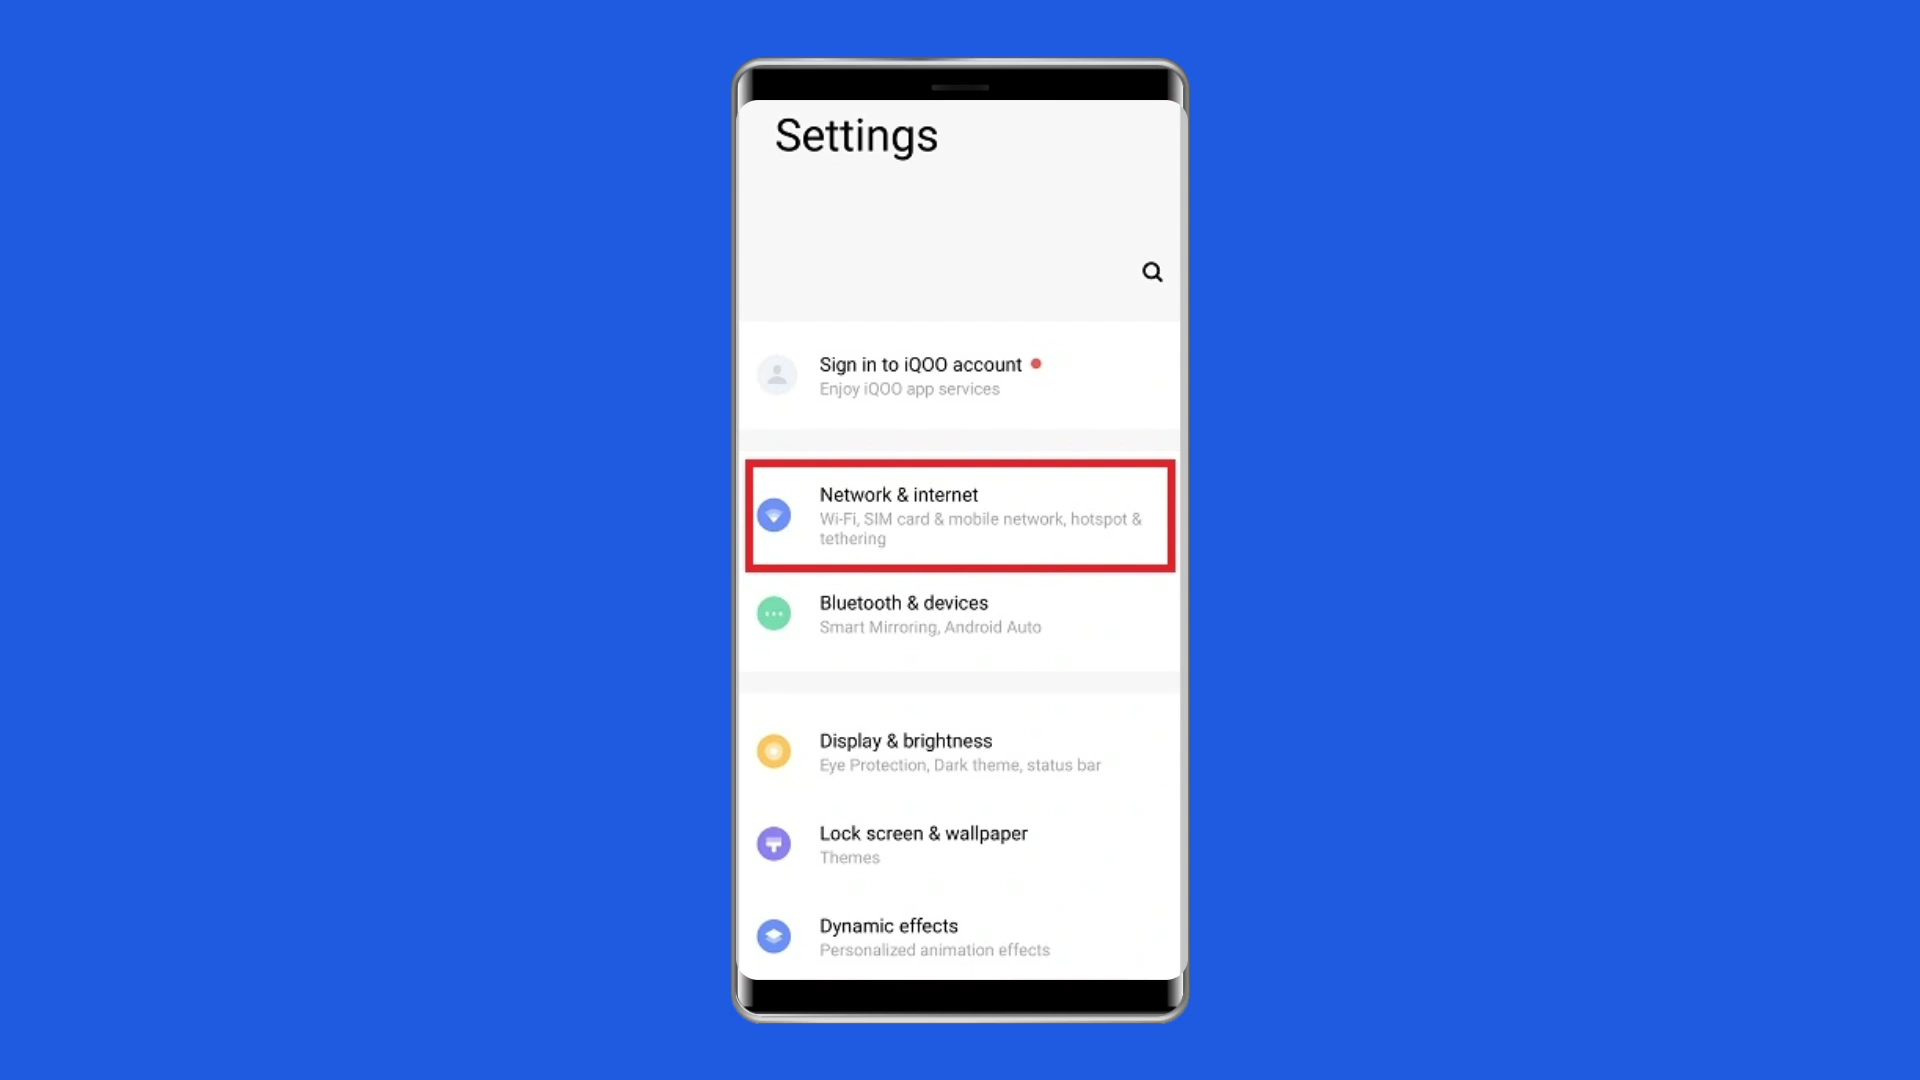 Settings
Sign in to iQOO account
Enjoy iQOO app services
Network & internet
Wi-Fi, SIM card & mobile network, hotspot &
tethering
Bluetooth & devices
Smart Mirroring, Android Auto
Display & brightness
Eye Protection, Dark theme, status bar
Lock screen & wallpaper
Themes
Dynamic effects
Personalized animation effects